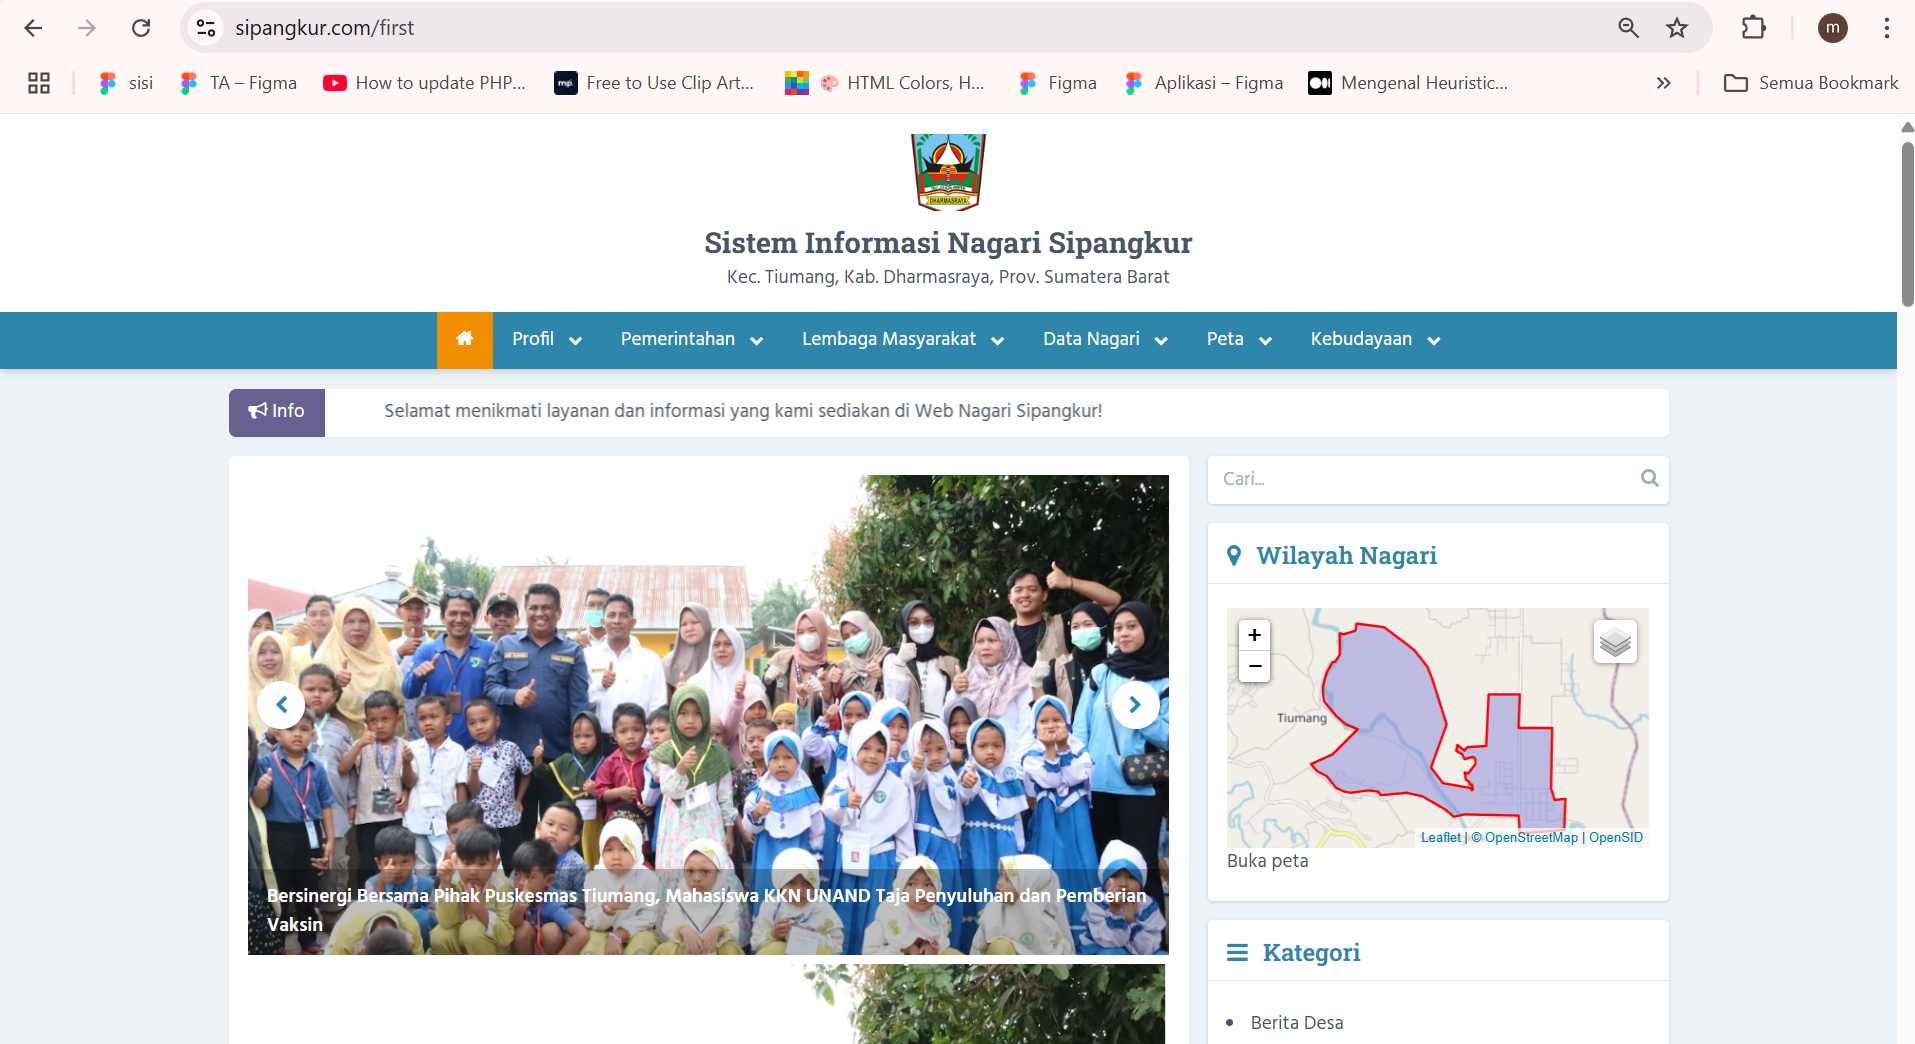 sipangkur.com/first
m
sisi
TA – Figma
How to update PHP...
Free to Use Clip Art...
HTML Colors, H...
Figma
Aplikasi – Figma
Mengenal Heuristic...
Semua Bookmark
DHARMASRAYA
Sistem Informasi Nagari Sipangkur
Kec. Tiumang, Kab. Dharmasraya, Prov. Sumatera Barat
Profil
Pemerintahan
Lembaga Masyarakat
Data Nagari
Peta
Kebudayaan
Info
Selamat menikmati layanan dan informasi yang kami sediakan di Web Nagari Sipangkur!
Bersinergi Bersama Pihak Puskesmas Tiumang, Mahasiswa KKN UNAND Taja Penyuluhan dan Pemberian
Vaksin
Cari...
Wilayah Nagari
+
−
Tiumang
Leaflet | © OpenStreetMap | OpenSID
Buka peta
Kategori
Berita Desa